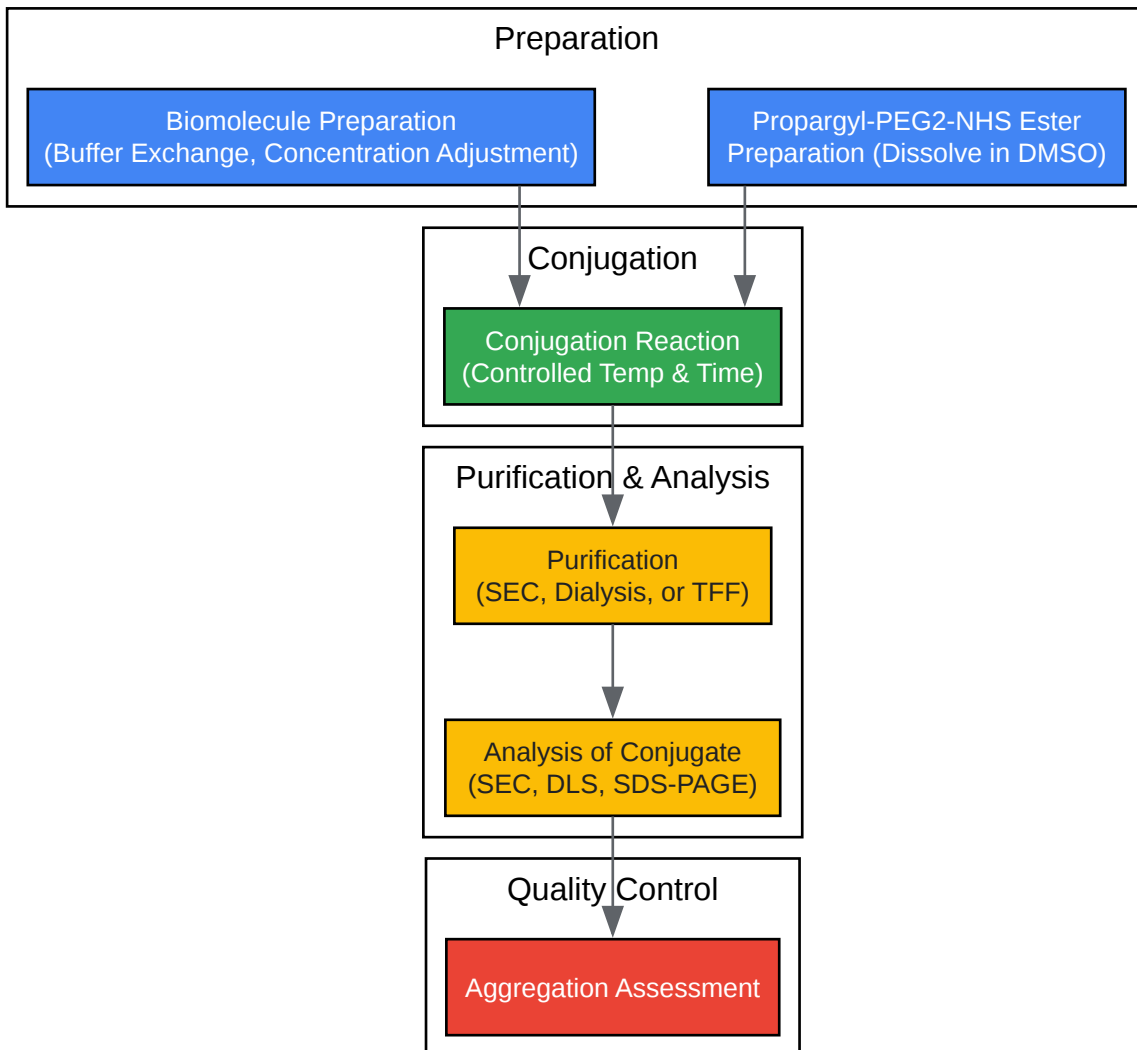 Preparation
Biomolecule Preparation
(Buffer Exchange, Concentration Adjustment)
Propargyl-PEG2-NHS Ester
Preparation (Dissolve in DMSO)
Conjugation
Conjugation Reaction
(Controlled Temp & Time)
Purification & Analysis
Purification
(SEC, Dialysis, or TFF)
Analysis of Conjugate
(SEC, DLS, SDS-PAGE)
Quality Control
Aggregation Assessment